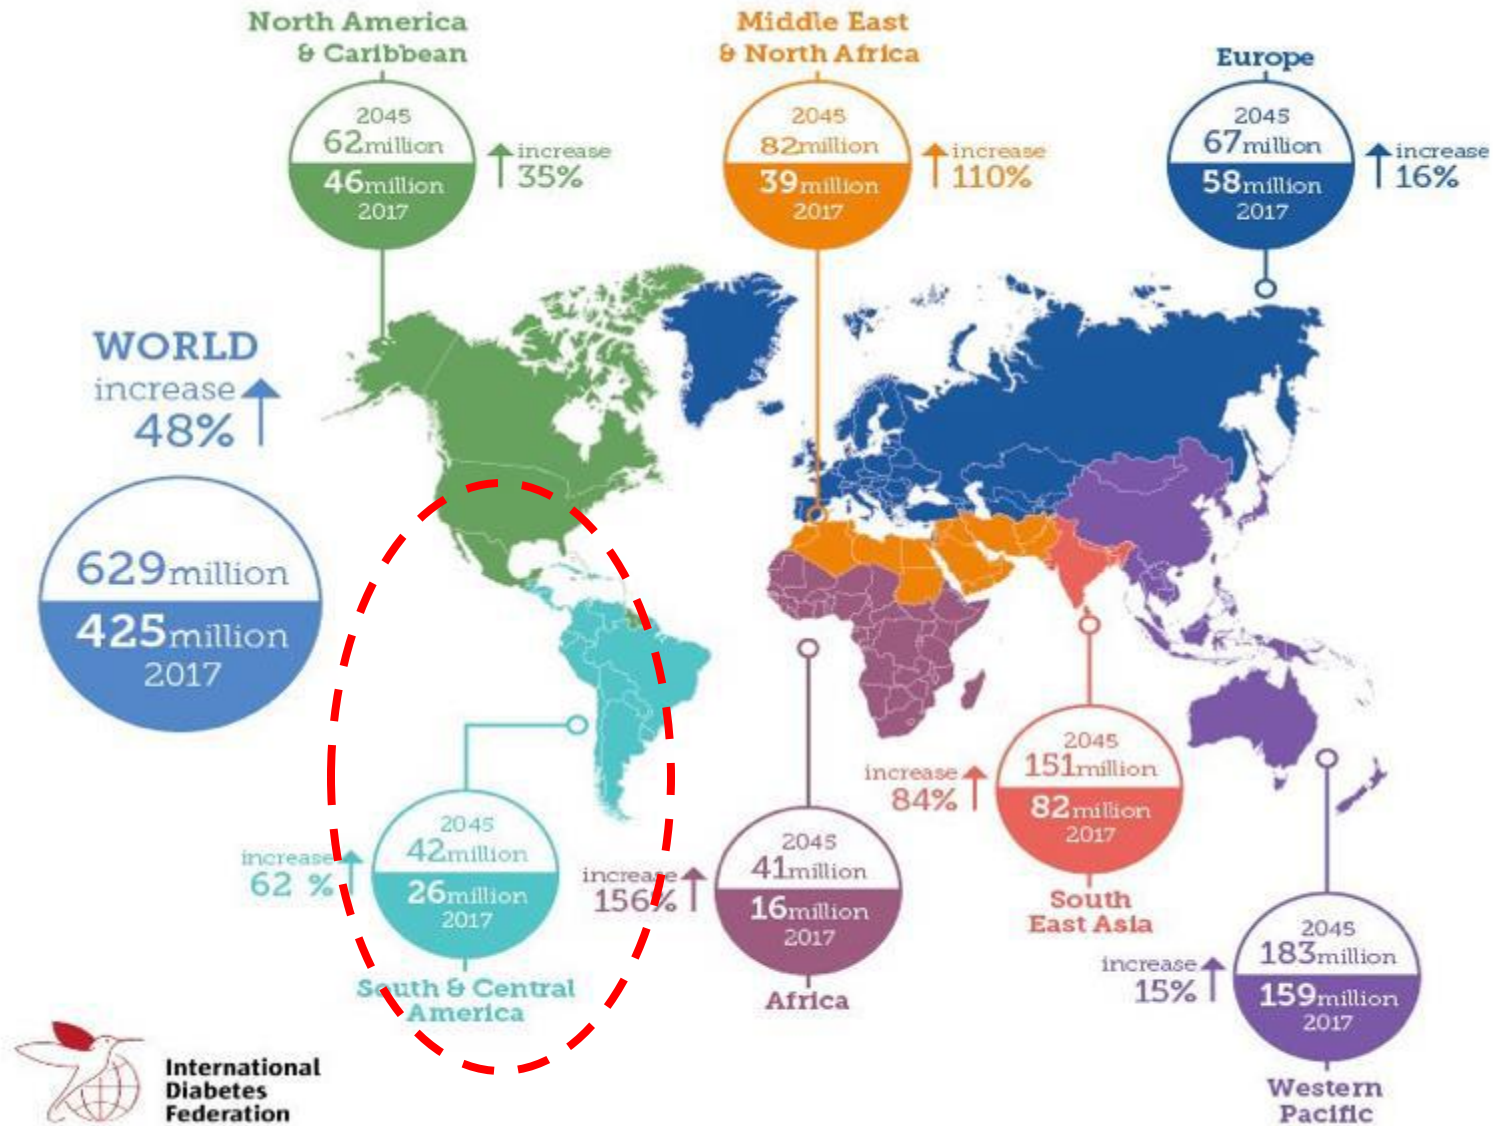 North America
& Caribbean
2045
62million
46million
2017
increase
35%
Middle East
& North Africa
2045
82million
39million
2017
increase
110%
Europe
2045
67million
58million
2017
increase
16%
WORLD
increase
48%
629million
425million
2017
2045
42million
26million
2017
increase
62 %
South & Central
America
2045
41million
16million
2017
increase
156%
Africa
2045
151million
82million
2017
increase
84%
South
East Asia
2045
183million
159million
2017
increase
15%
Western
Pacific
International
Diabetes
Federation